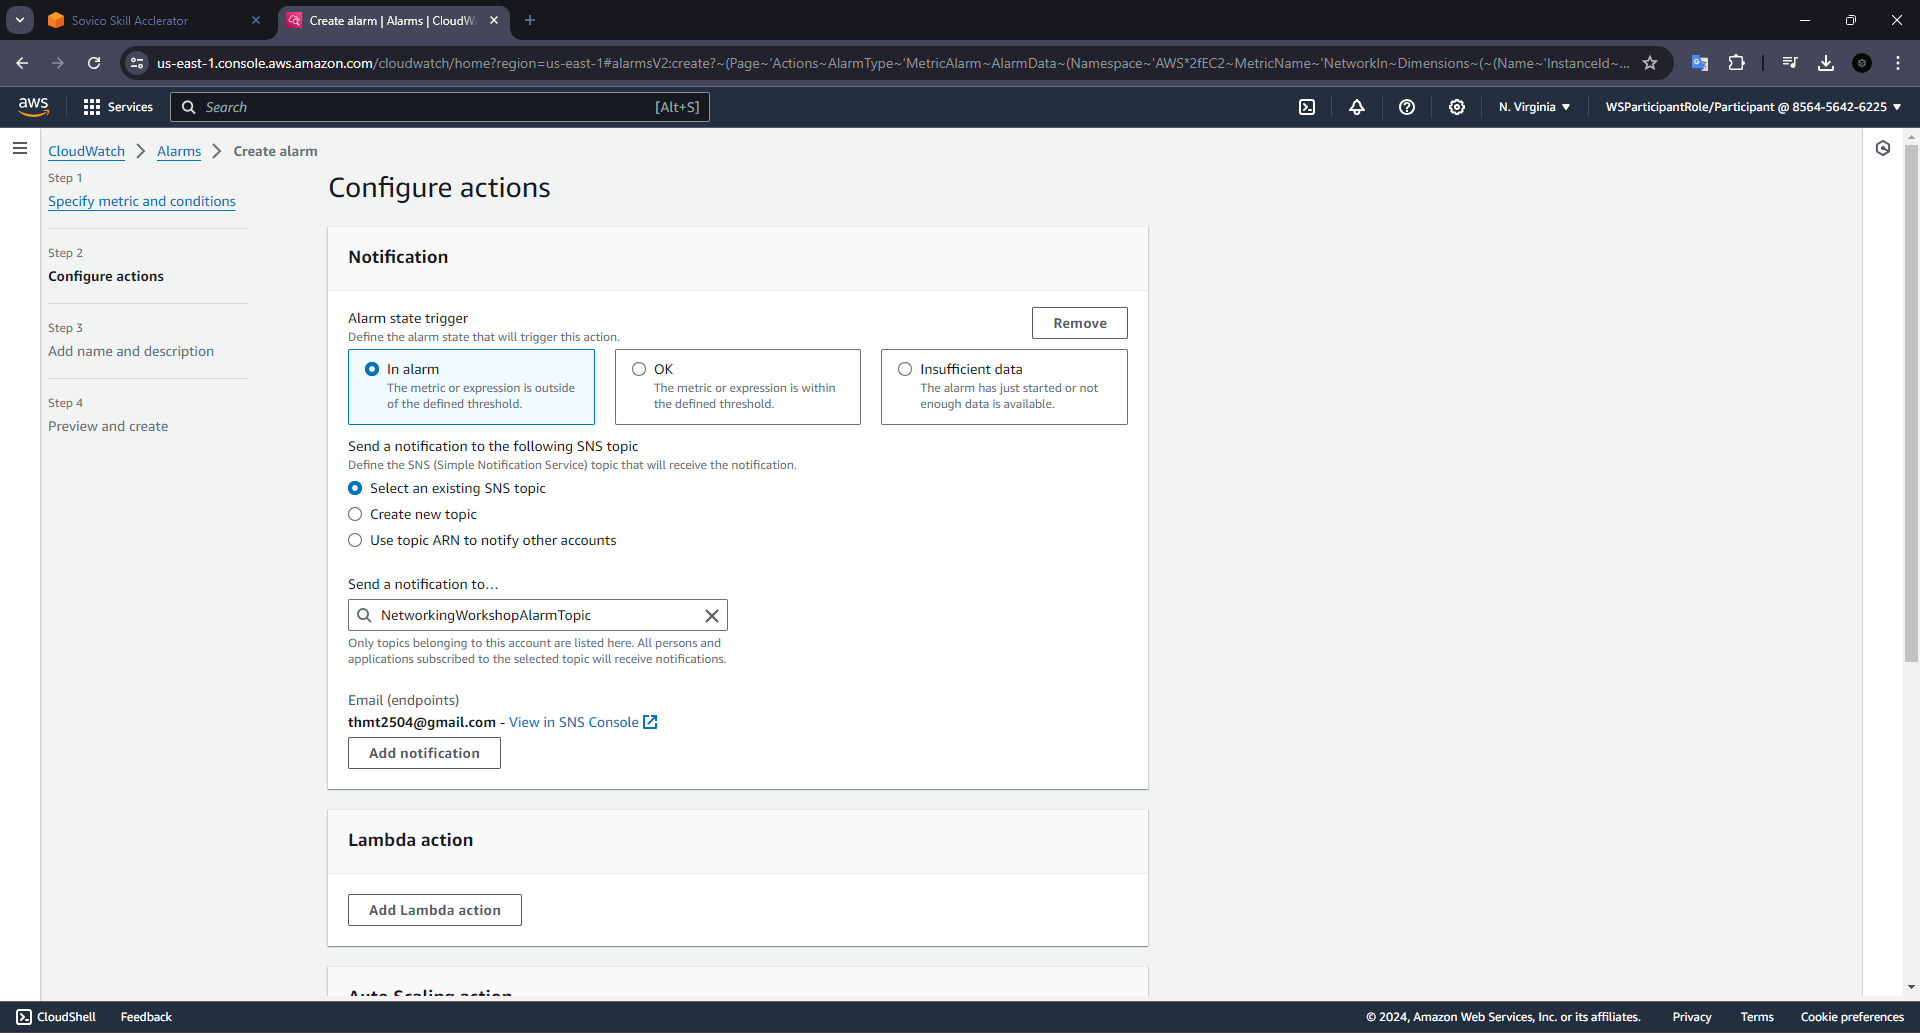 Sovico Skill Acclerator
Create alarm | Alarms | CloudW
us-east-1.console.aws.amazon.com/cloudwatch/home?region=us-east-1#alarmsV2:create?~(Page~'Actions~AlarmType~'MetricAlarm~AlarmData~(Namespace~'AWS*2fEC2~MetricName~'NetworkIn~Dimensions~(~(Name~'InstanceId~...
aws
Services
Search
[Alt+S]
N. Virginia
WSParticipantRole/Participant @ 8564-5642-6225
CloudWatch
Alarms
Create alarm
Step 1
Specify metric and conditions
Step 2
Configure actions
Step 3
Add name and description
Step 4
Preview and create
Configure actions
Notification
Alarm state trigger
Define the alarm state that will trigger this action.
Remove
In alarm
The metric or expression is outside
of the defined threshold.
OK
The metric or expression is within
the defined threshold.
Insufficient data
The alarm has just started or not
enough data is available.
Send a notification to the following SNS topic
Define the SNS (Simple Notification Service) topic that will receive the notification.
Select an existing SNS topic
Create new topic
Use topic ARN to notify other accounts
Send a notification to…
NetworkingWorkshopAlarmTopic
Only topics belonging to this account are listed here. All persons and
applications subscribed to the selected topic will receive notifications.
Email (endpoints)
thmt2504@gmail.com - View in SNS Console
Add notification
Lambda action
Add Lambda action
Auto Scaling action
CloudShell
Feedback
© 2024, Amazon Web Services, Inc. or its affiliates.
Privacy
Terms
Cookie preferences